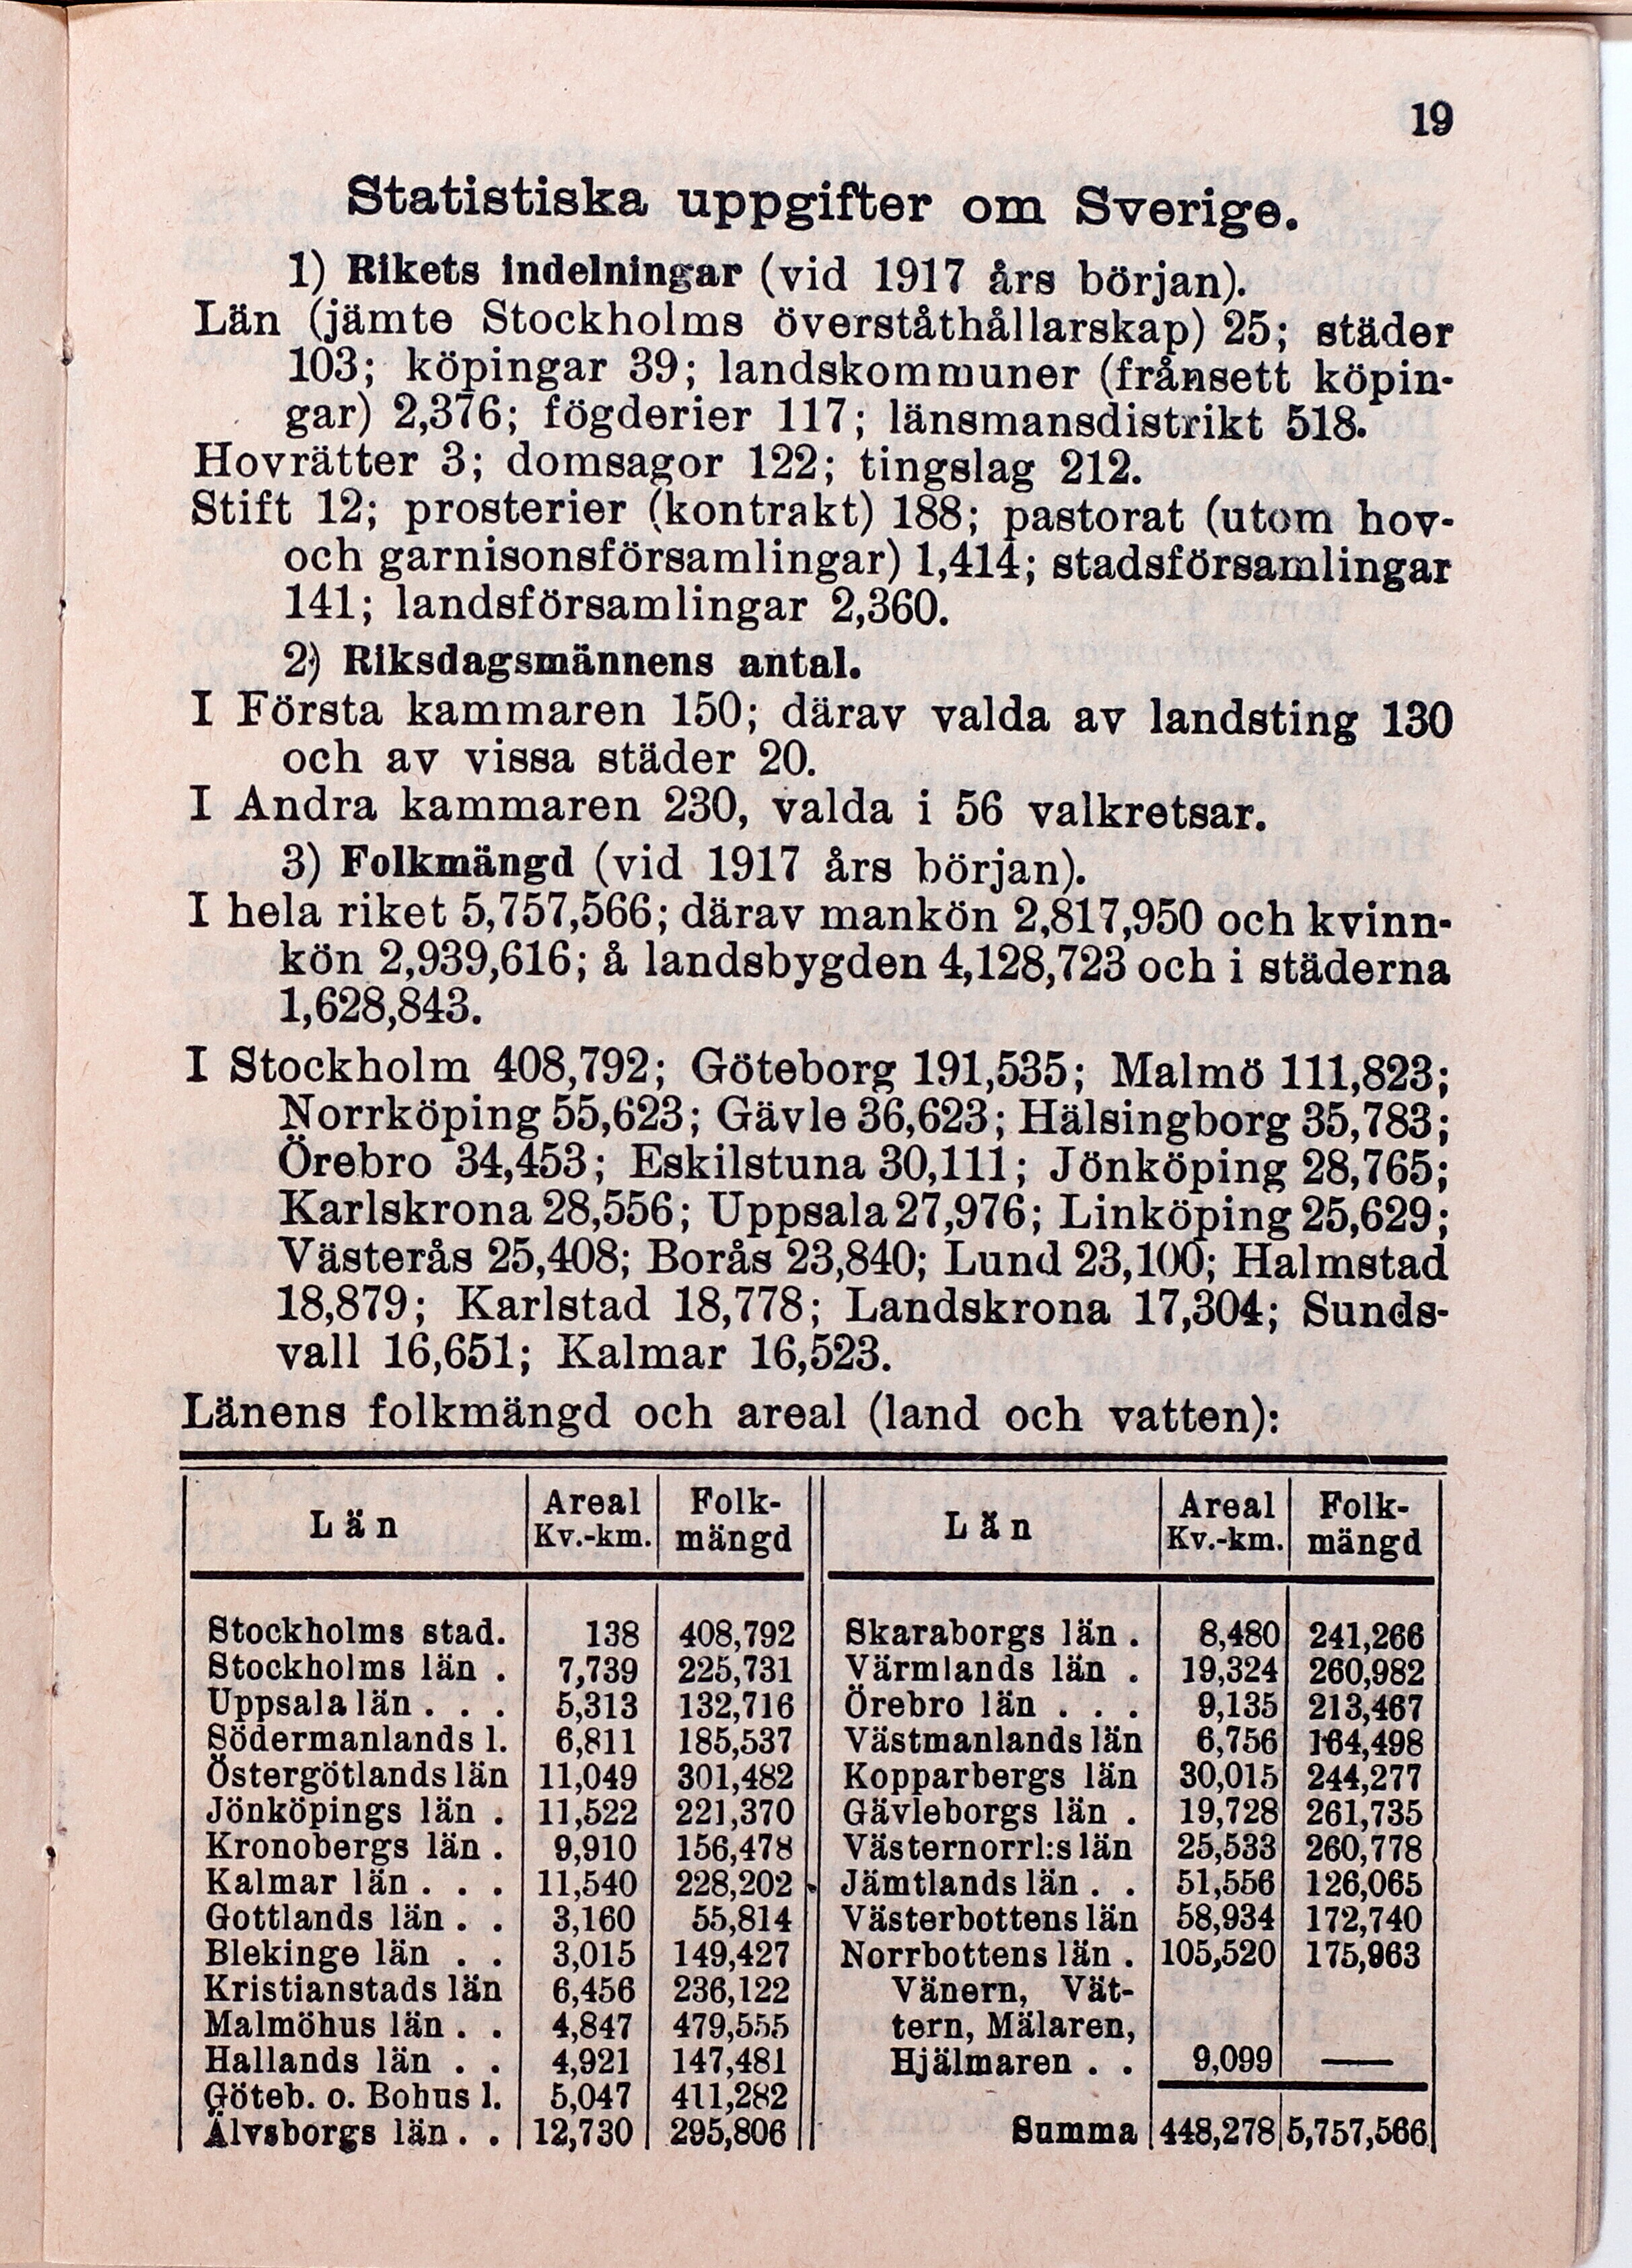 19
Statistiska uppgifter om Sverige.
1) Rikets indelningar (vid 1917 års början).
Län (jämte Stockholms överståthållarskap) 25; städer
103; köpingar 39; landskommuner (frånsett köpin-
gar) 2,376; fögderier 117; länsmansdistrikt 518.
Hovrätter 3; domsagor 122; tingslag 212.
Stift 12; prosterier (kontrakt) 188; pastorat (utom hov-
och garnisonsförsamlingar) 1,414; stadsförsamlingar
141; landsförsamlingar 2,360.
2) Riksdagsmännens antal.
I Första kammaren 150; därav valda av landsting 130
och av vissa städer 20.
I Andra kammaren 230, valda i 56 valkretsar.
3) Folkmängd (vid 1917 års början).
I hela riket 5,757,566; därav mankön 2,817,950 och kvinn-
kön 2,939,616; å landsbygden 4,128,723 och i städerna
1,628,843.
I Stockholm 408,792; Göteborg 191,535; Malmö 111,823;
Norrköping 55,623; Gävle 36,623; Hälsingborg 35,783;
Örebro 34,453; Eskilstuna 30,111; Jönköping 28,765;
Karlskrona 28,556; Uppsala 27,976; Linköping 25,629;
Västerås 25,408; Borås 23,840; Lund 23,100; Halmstad
18,879; Karlstad 18,778; Landskrona 17,304; Sunds-
vall 16,651; Kalmar 16,523.
Länens folkmängd och areal (land och vatten):
Län Areal Kv.-km. Folk-mängd Län Areal Kv.-km. Folk-mängd
Stockholms stad. 138 408,792 Skaraborgs län . 8,480 241,266
Stockholms län . 7,739 225,731 Värmlands län . 19,324 260,982
Uppsala län . . . 5,313 132,716 Örebro län . . . 9,135 213,467
Södermanlands l. 6,811 185,537 Västmanlands län 6,756 164,498
Östergötlands län 11,049 301,482 Kopparbergs län 30,015 244,277
Jönköpings län . 11,522 221,370 Gävleborgs län . 19,728 261,735
Kronobergs län . 9,910 156,478 Västernorrl:s län 25,533 260,778
Kalmar län . . . 11,540 228,202 Jämtlands län . . 51,556 126,065
Gottlands län . . 3,160 55,814 Västerbottens län 58,934 172,740
Blekinge län . . 3,015 149,427 Norrbottens län . 105,520 175,963
Kristianstads län 6,456 236,122 Vänern, Vät-
Malmöhus län . . 4,847 479,555 tern, Mälaren,
Hallands län . . 4,921 147,481 Hjälmaren . . 9,099 —
Göteb. o. Bohus l. 5,047 411,282
Älvsborgs län . . 12,730 295,806 Summa 448,278 5,757,566